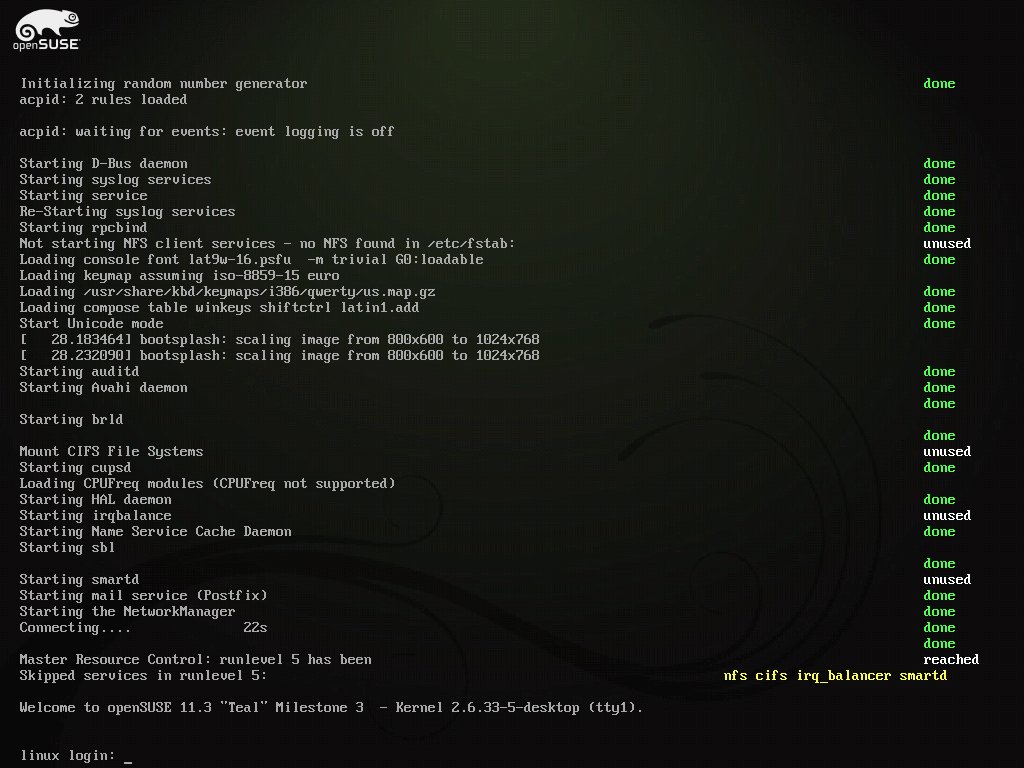 openSUSE
Initializing random number generator done
acpid: 2 rules loaded
acpid: waiting for events: event logging is off
Starting D-Bus daemon done
Starting syslog services done
Starting service done
Re-Starting syslog services done
Starting rpcbind done
Not starting NFS client services - no NFS found in /etc/fstab: unused
Loading console font lat9w-16.psfu  -m trivial G0:loadable done
Loading keymap assuming iso-8859-15 euro
Loading /usr/share/kbd/keymaps/i386/qwerty/us.map.gz done
Loading compose table winkeys shiftctrl latin1.add done
Start Unicode mode done
[   28.183464] bootsplash: scaling image from 800x600 to 1024x768
[   28.232090] bootsplash: scaling image from 800x600 to 1024x768
Starting auditd done
Starting Avahi daemon done
done
Starting brld
done
Mount CIFS File Systems unused
Starting cupsd done
Loading CPUFreq modules (CPUFreq not supported)
Starting HAL daemon done
Starting irqbalance unused
Starting Name Service Cache Daemon done
Starting sbl
done
Starting smartd unused
Starting mail service (Postfix) done
Starting the NetworkManager done
Connecting.... 22s done
done
Master Resource Control: runlevel 5 has been reached
Skipped services in runlevel 5: nfs cifs irq_balancer smartd
Welcome to openSUSE 11.3 "Teal" Milestone 3  - Kernel 2.6.33-5-desktop (tty1).
linux login: _